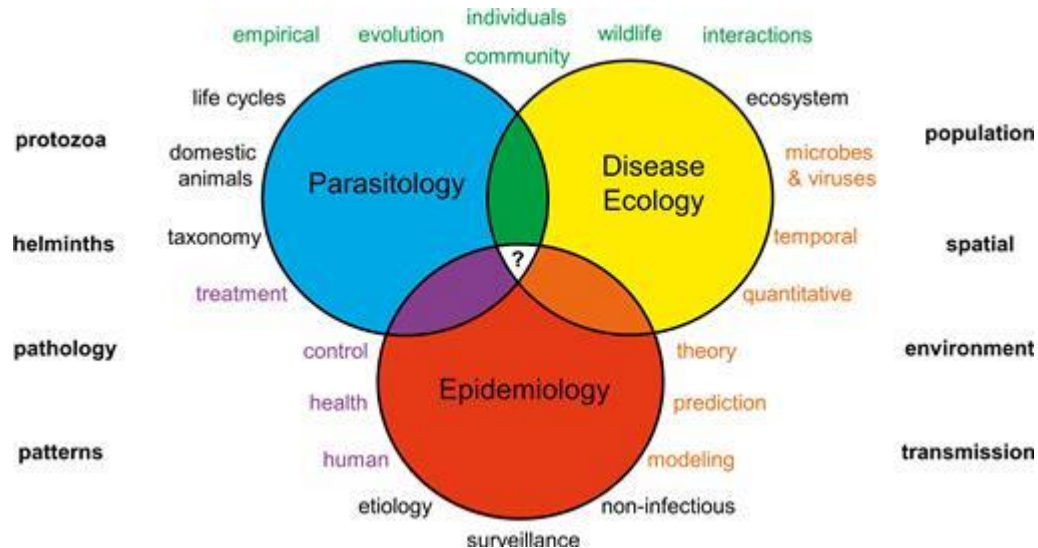 individuals
empirical evolution wildlife interactions
community
life cycles ecosystem
protozoa population
domestic
animals
microbes
& viruses
Parasitology
Disease
Ecology
taxonomy temporal
helminths spatial
?
treatment quantitative
pathology control theory environment
Epidemiology
health prediction
patterns human modeling transmission
etiology non-infectious
surveillance